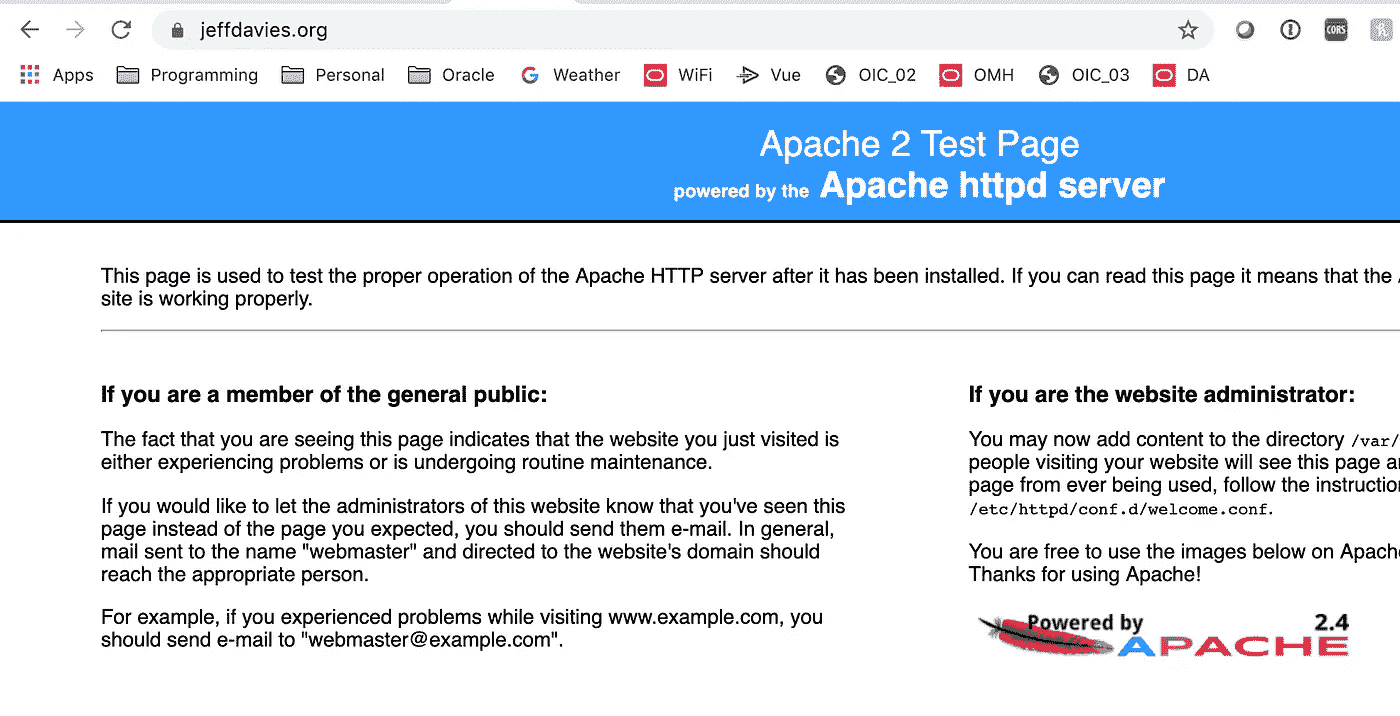 jeffdavies.org
CORS
Apps Programming Personal Oracle Weather WiFi Vue OIC_02 OMH OIC_03 DA
Apache 2 Test Page
powered by the Apache httpd server
This page is used to test the proper operation of the Apache HTTP server after it has been installed. If you can read this page it means that the
site is working properly.
If you are a member of the general public:
The fact that you are seeing this page indicates that the website you just visited is
either experiencing problems or is undergoing routine maintenance.
If you would like to let the administrators of this website know that you've seen this
page instead of the page you expected, you should send them e-mail. In general,
mail sent to the name "webmaster" and directed to the website's domain should
reach the appropriate person.
For example, if you experienced problems while visiting www.example.com, you
should send e-mail to "webmaster@example.com".
If you are the website administrator:
You may now add content to the directory /var/
people visiting your website will see this page
page from ever being used, follow the
/etc/httpd/conf.d/welcome.conf.
You are free to use the images below on
Thanks for using Apache!
Powered by 2.4
APACHE